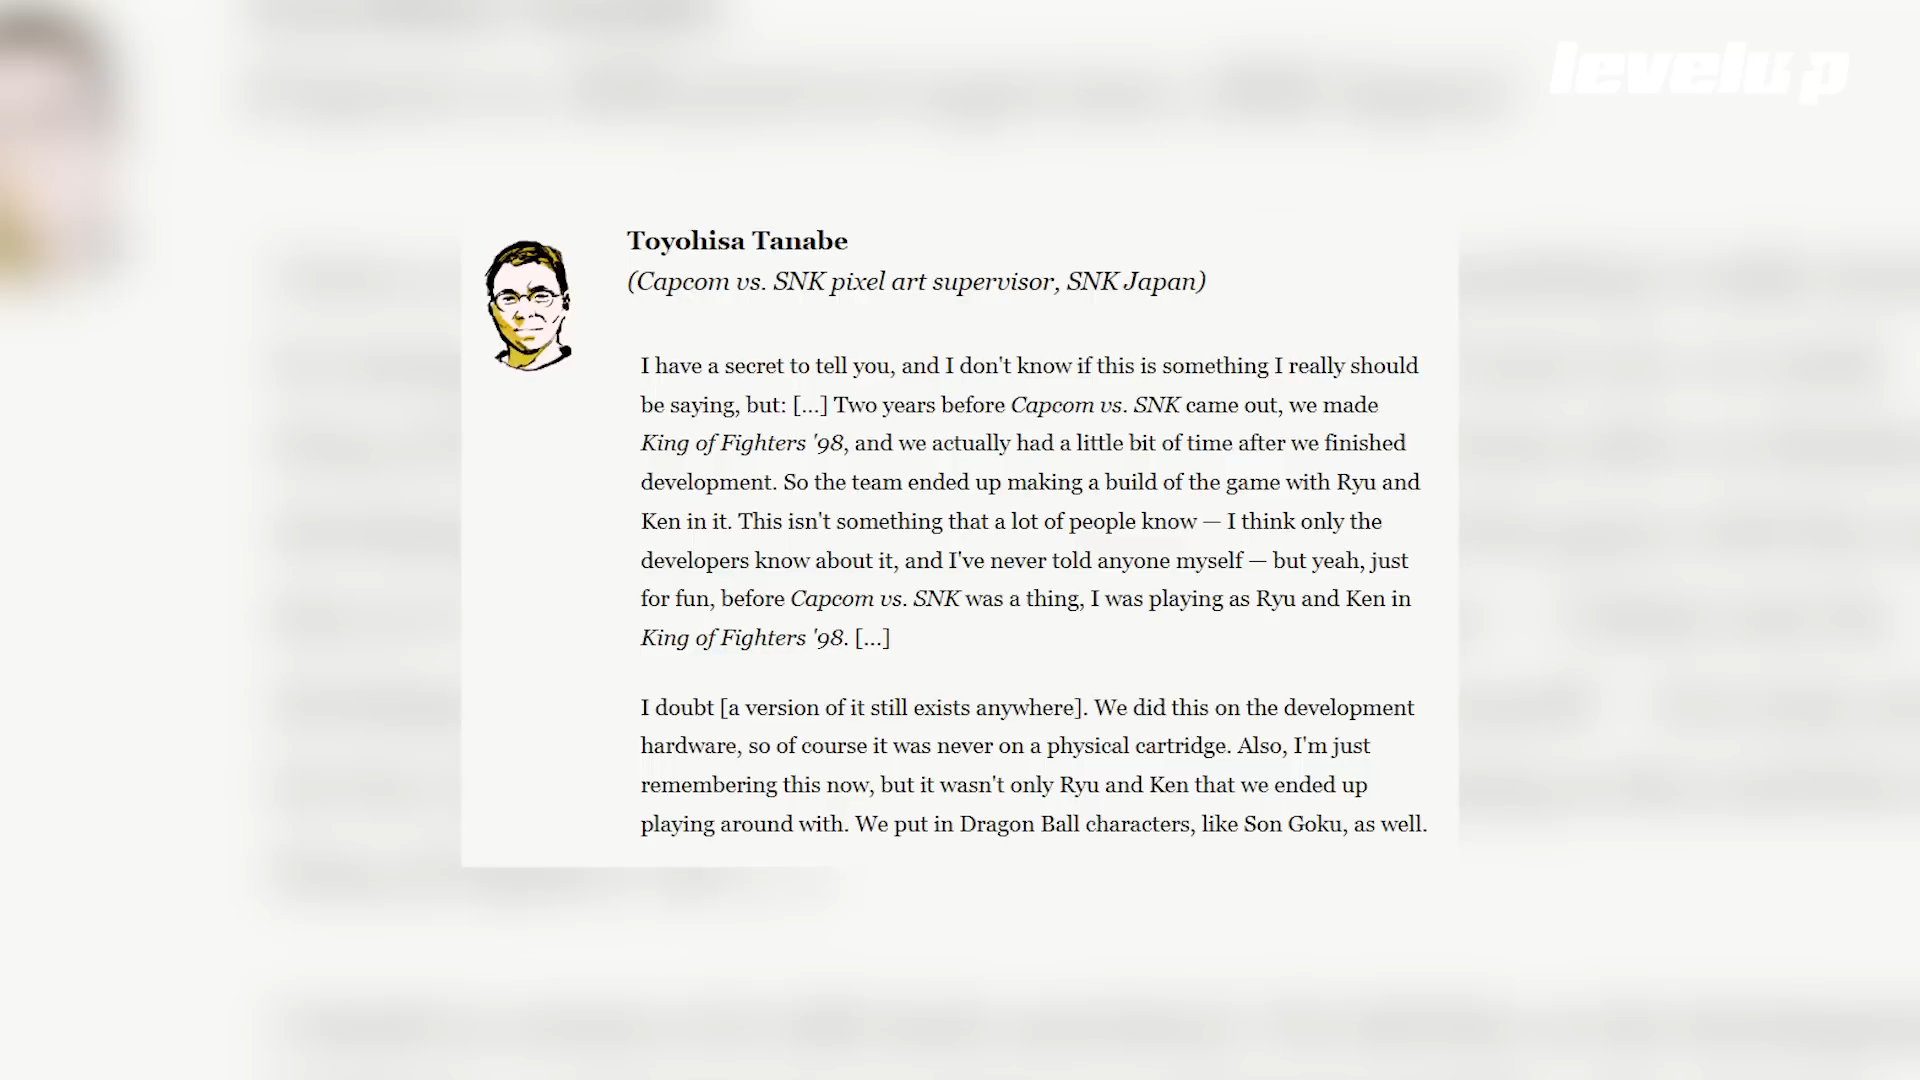 levelup
Toyohisa Tanabe
(Capcom vs. SNK pixel art supervisor, SNK Japan)
I have a secret to tell you, and I don't know if this is something I really should
be saying, but: [...] Two years before Capcom vs. SNK came out, we made
King of Fighters '98, and we actually had a little bit of time after we finished
development. So the team ended up making a build of the game with Ryu and
Ken in it. This isn't something that a lot of people know — I think only the
developers know about it, and I've never told anyone myself — but yeah, just
for fun, before Capcom vs. SNK was a thing, I was playing as Ryu and Ken in
King of Fighters '98. [...]
I doubt [a version of it still exists anywhere]. We did this on the development
hardware, so of course it was never on a physical cartridge. Also, I'm just
remembering this now, but it wasn't only Ryu and Ken that we ended up
playing around with. We put in Dragon Ball characters, like Son Goku, as well.